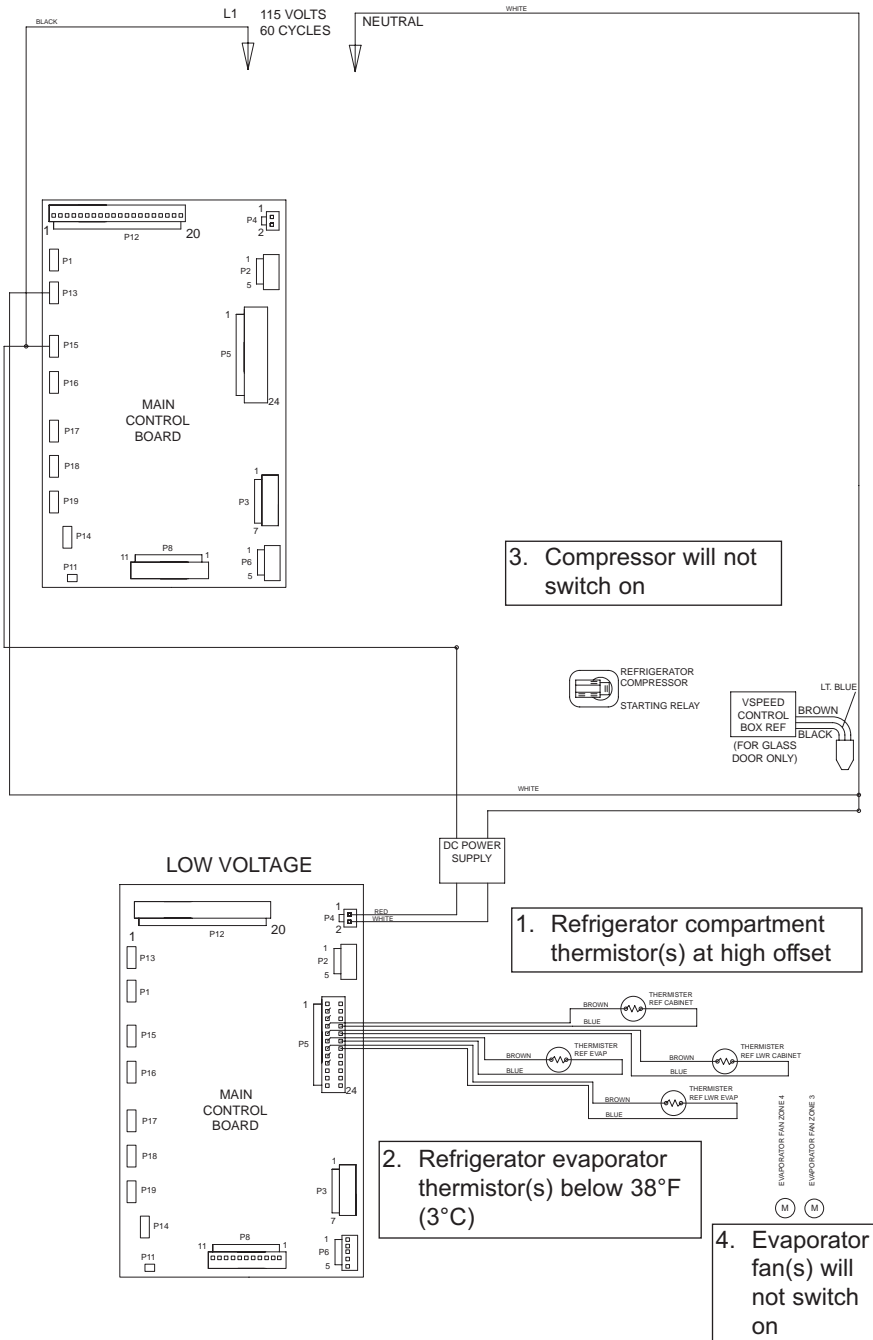 L1 115 VOLTS
60 CYCLES
NEUTRAL
BLACK
WHITE
1
P12
20
1
P4
2
P1
P13
1
P2
5
P15
P16
1
P5
24
MAIN
CONTROL
BOARD
P17
P18
P19
1
P3
7
P14
P11
11
P8
1
1
P6
5
3. Compressor will not
switch on
REFRIGERATOR
COMPRESSOR
STARTING RELAY
LT. BLUE
VSPEED
CONTROL
BOX REF
BROWN
BLACK
(FOR GLASS
DOOR ONLY)
WHITE
DC POWER
SUPPLY
LOW VOLTAGE
1
P12
20
1
P4
2
RED
WHITE
1. Refrigerator compartment
thermistor(s) at high offset
P13
P1
1
P2
5
P15
P16
1
P5
24
BROWN
BLUE
THERMISTER
REF CABINET
BROWN
BLUE
THERMISTER
REF EVAP
BROWN
BLUE
THERMISTER
REF LWR CABINET
BROWN
BLUE
THERMISTER
REF LWR EVAP
MAIN
CONTROL
BOARD
P17
P18
P19
1
P3
7
P14
P11
11
P8
1
1
P6
5
2. Refrigerator evaporator
thermistor(s) below 38°F
(3°C)
EVAPORATOR FAN ZONE 4
EVAPORATOR FAN ZONE 3
M
M
4. Evaporator
fan(s) will
not switch
on